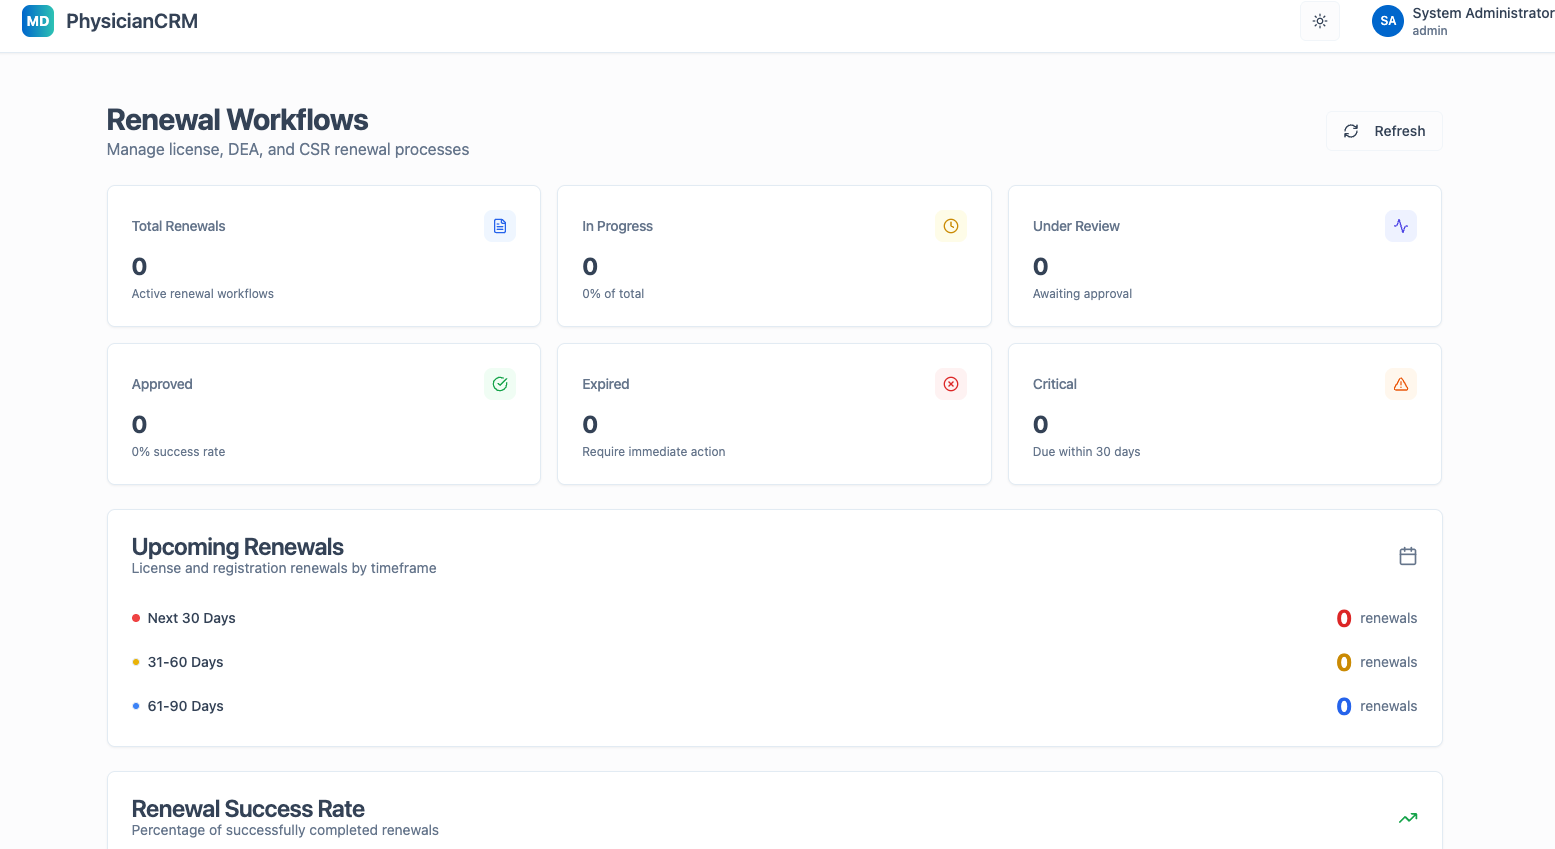 MD PhysicianCRM
SA System Administrator
admin
Renewal Workflows
Manage license, DEA, and CSR renewal processes
Refresh
Total Renewals
0
Active renewal workflows
In Progress
0
0% of total
Under Review
0
Awaiting approval
Approved
0
0% success rate
Expired
0
Require immediate action
Critical
0
Due within 30 days
Upcoming Renewals
License and registration renewals by timeframe
Next 30 Days 0 renewals
31-60 Days 0 renewals
61-90 Days 0 renewals
Renewal Success Rate
Percentage of successfully completed renewals